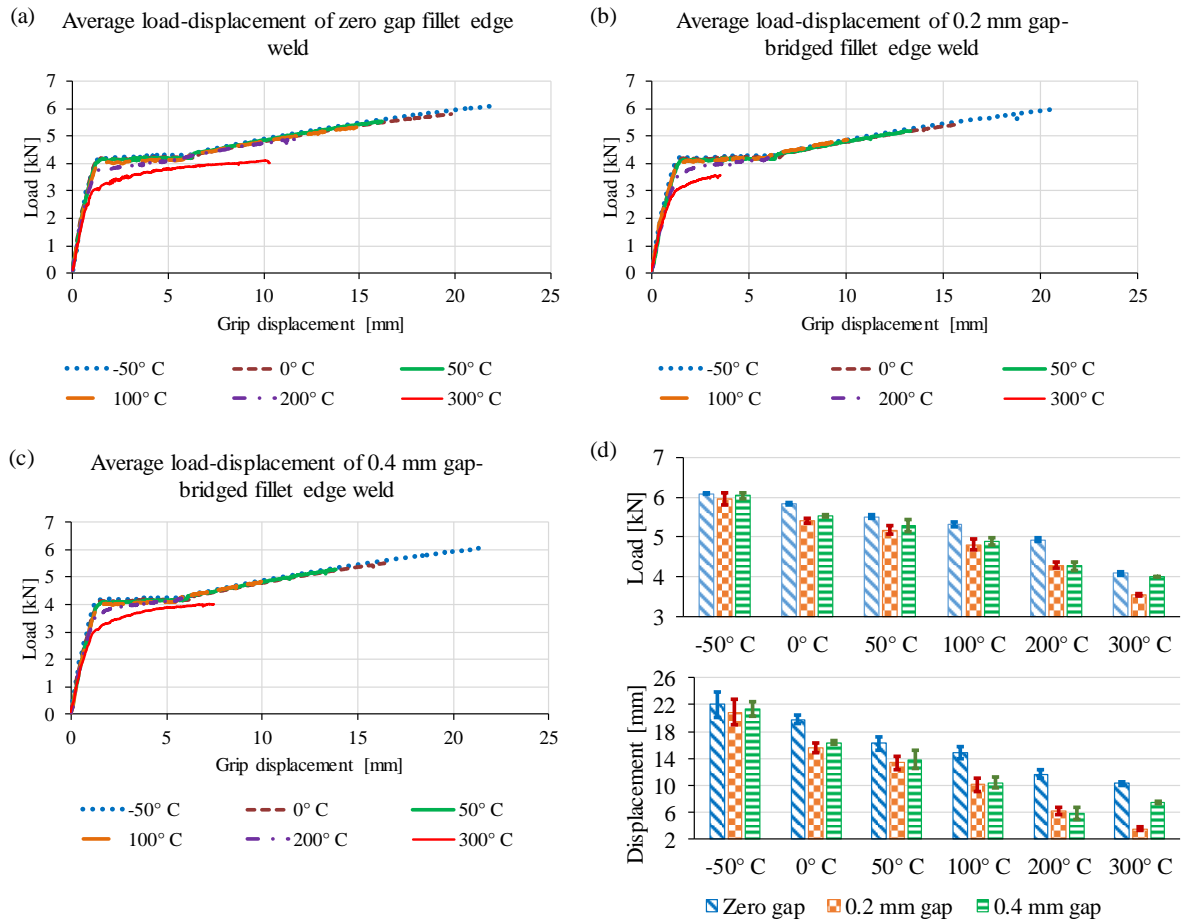 (a)
Average load-displacement of zero gap fillet edge
weld
7
6
5
4
3
2
1
0
Load [kN]
0 5 10 15 20 25
Grip displacement [mm]
-50° C 0° C 50° C
100° C 200° C 300° C
(b)
Average load-displacement of 0.2 mm gap-
bridged fillet edge weld
7
6
5
4
3
2
1
0
Load [kN]
0 5 10 15 20 25
Grip displacement [mm]
-50° C 0° C 50° C
100° C 200° C 300° C
(c)
Average load-displacement of 0.4 mm gap-
bridged fillet edge weld
7
6
5
4
3
2
1
0
Load [kN]
0 5 10 15 20 25
Grip displacement [mm]
-50° C 0° C 50° C
100° C 200° C 300° C
(d)
7
6
5
4
3
Load [kN]
-50° C 0° C 50° C 100° C 200° C 300° C
26
22
18
14
10
6
2
Displacement [mm]
-50° C 0° C 50° C 100° C 200° C 300° C
Zero gap 0.2 mm gap 0.4 mm gap